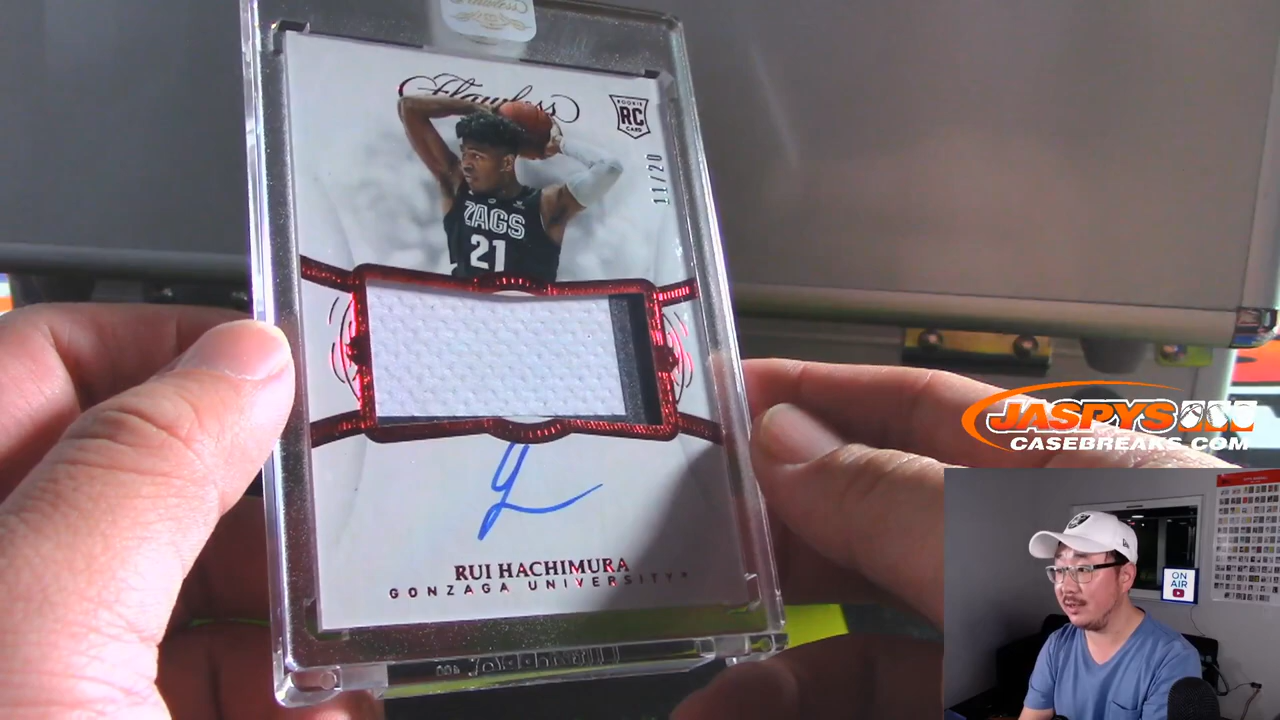 Flawless
ROOKIE
RC
CARD
11/20
ZAGS
21
RUI HACHIMURA
GONZAGA UNIVERSITY
JASPYS
CASEBREAKS.COM
ON
AIR